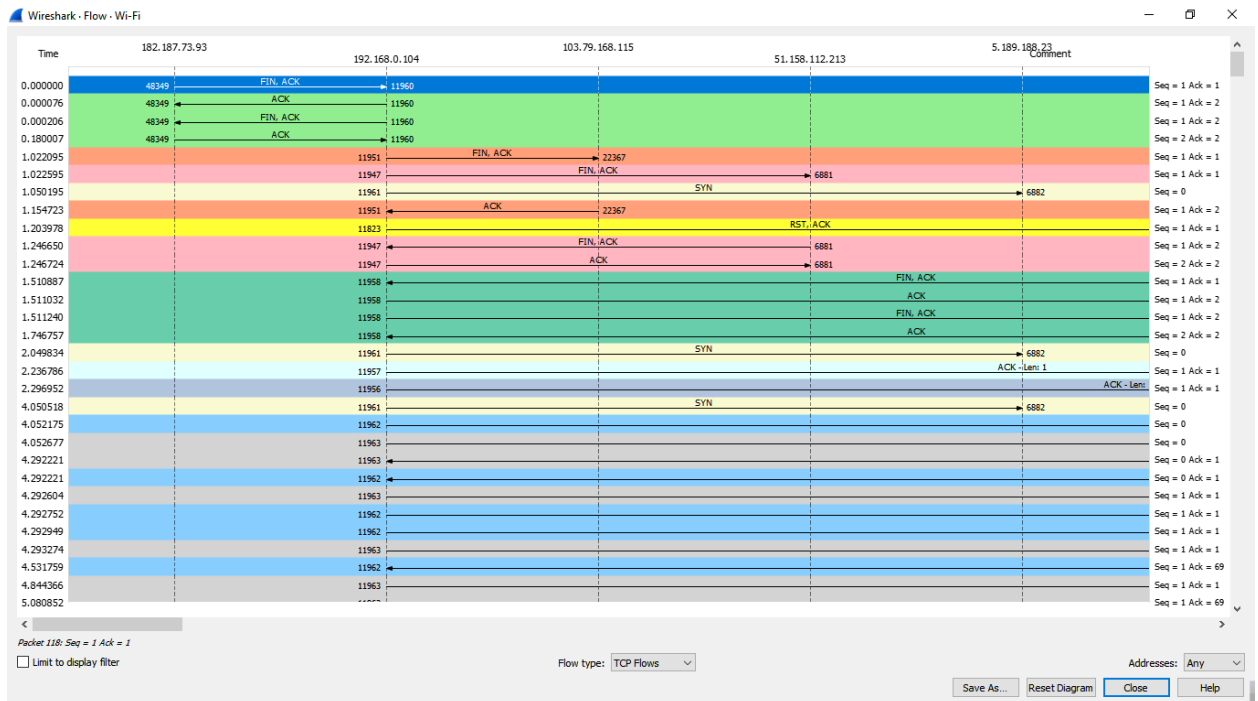 Wireshark · Flow · Wi-Fi
Time 182.187.73.93 192.168.0.104 103.79.168.115 51.158.112.213 5.189.188.23 Comment
0.000000 48349 FIN, ACK 11960 Seq = 1 Ack = 1
0.000076 48349 ACK 11960 Seq = 1 Ack = 2
0.000206 48349 FIN, ACK 11960 Seq = 1 Ack = 2
0.180007 48349 ACK 11960 Seq = 2 Ack = 2
1.022095 11951 FIN, ACK 22367 Seq = 1 Ack = 1
1.022595 11947 FIN, ACK 6881 Seq = 1 Ack = 1
1.050195 11961 SYN 6882 Seq = 0
1.154723 11951 ACK 22367 Seq = 1 Ack = 2
1.203978 11823 RST, ACK Seq = 1 Ack = 1
1.246650 11947 FIN, ACK 6881 Seq = 1 Ack = 2
1.246724 11947 ACK 6881 Seq = 2 Ack = 2
1.510887 11958 FIN, ACK Seq = 1 Ack = 1
1.511032 11958 ACK Seq = 1 Ack = 2
1.511240 11958 FIN, ACK Seq = 1 Ack = 2
1.746757 11958 ACK Seq = 2 Ack = 2
2.049834 11961 SYN 6882 Seq = 0
2.236786 11957 ACK - Len: 1 Seq = 1 Ack = 1
2.296952 11956 ACK - Len: Seq = 1 Ack = 1
4.050518 11961 SYN 6882 Seq = 0
4.052175 11962 Seq = 0
4.052677 11963 Seq = 0
4.292221 11963 Seq = 0 Ack = 1
4.292221 11962 Seq = 0 Ack = 1
4.292604 11963 Seq = 1 Ack = 1
4.292752 11962 Seq = 1 Ack = 1
4.292949 11962 Seq = 1 Ack = 1
4.293274 11963 Seq = 1 Ack = 1
4.531759 11962 Seq = 1 Ack = 69
4.844366 11963 Seq = 1 Ack = 1
5.080852 Seq = 1 Ack = 69
Packet 118: Seq = 1 Ack = 1
Limit to display filter Flow type: TCP Flows Addresses: Any
Save As... Reset Diagram Close Help